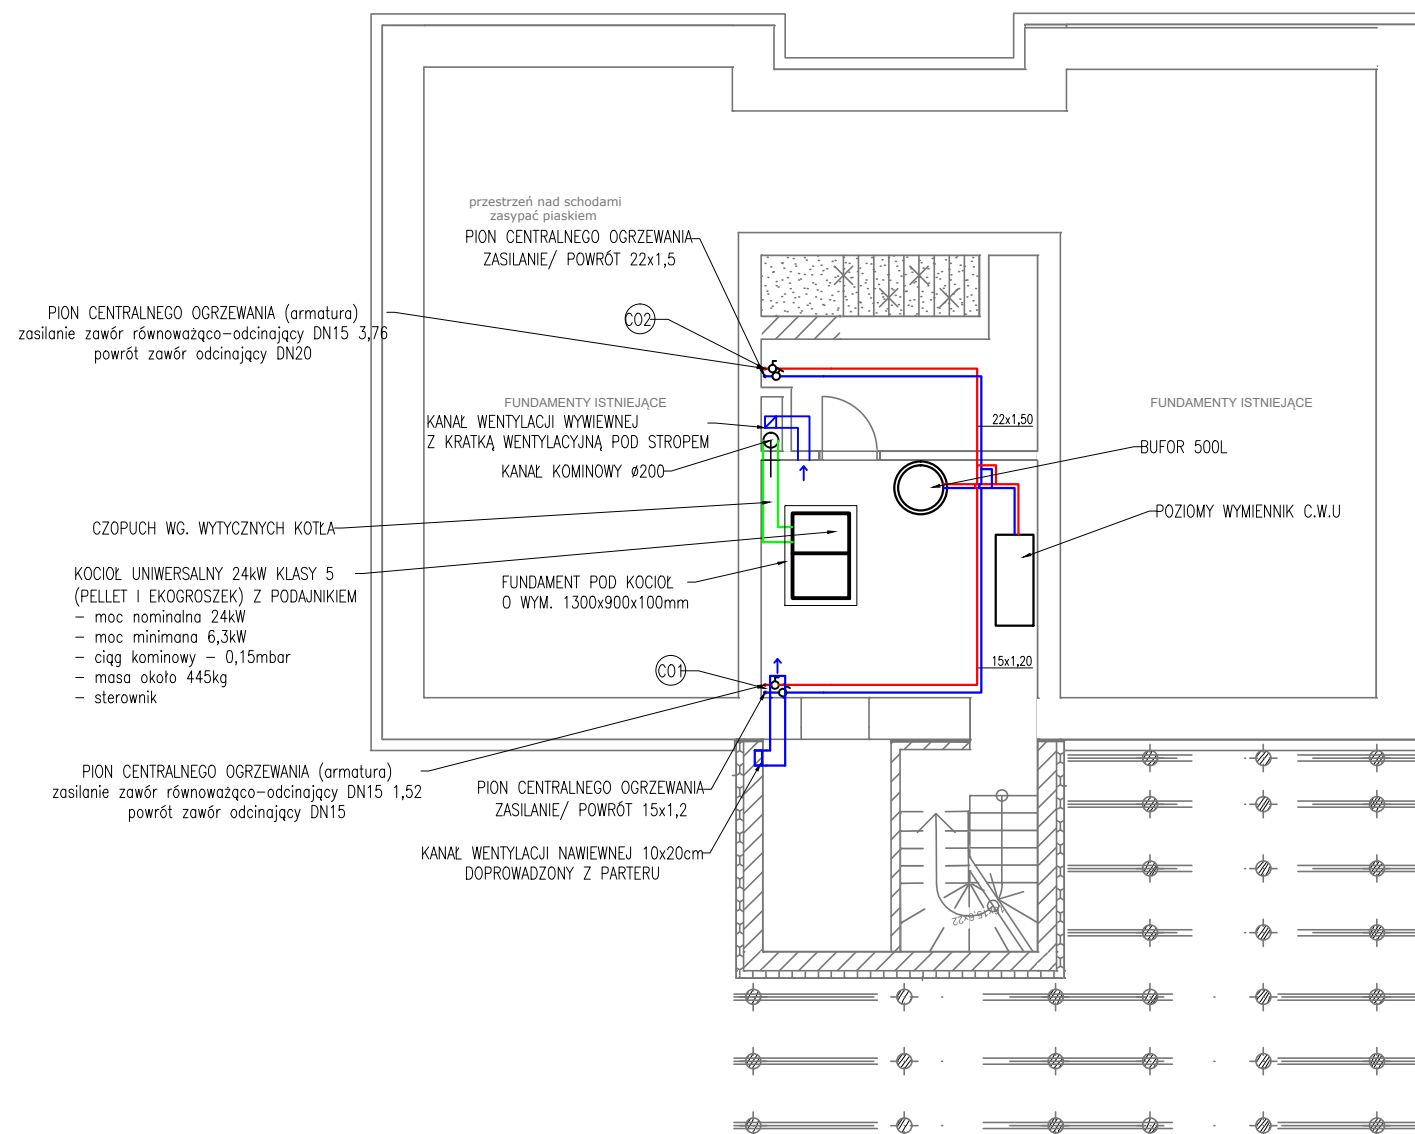 przestrzeń nad schodami
zasypać piaskiem
PION CENTRALNEGO OGRZEWANIA
ZASILANIE/ POWRÓT 22x1,5
PION CENTRALNEGO OGRZEWANIA (armatura)
zasilanie zawór równoważąco-odcinający DN15 3,76
powrót zawór odcinający DN20
CO2
FUNDAMENTY ISTNIEJĄCE
FUNDAMENTY ISTNIEJĄCE
KANAŁ WENTYLACJI WYWIEWNEJ
Z KRATKĄ WENTYLACYJNĄ POD STROPEM
22x1,50
BUFOR 500L
KANAŁ KOMINOWY ø200
POZIOMY WYMIENNIK C.W.U
CZOPUCH WG. WYTYCZNYCH KOTŁA
KOCIOŁ UNIWERSALNY 24kW KLASY 5
(PELLET I EKOGROSZEK) Z PODAJNIKIEM
- moc nominalna 24kW
- moc minimana 6,3kW
- ciąg kominowy - 0,15mbar
- masa około 445kg
- sterownik
FUNDAMENT POD KOCIOŁ
O WYM. 1300x900x100mm
CO1
15x1,20
PION CENTRALNEGO OGRZEWANIA (armatura)
zasilanie zawór równoważąco-odcinający DN15 1,52
powrót zawór odcinający DN15
PION CENTRALNEGO OGRZEWANIA
ZASILANIE/ POWRÓT 15x1,2
KANAŁ WENTYLACJI NAWIEWNEJ 10x20cm
DOPROWADZONY Z PARTERU